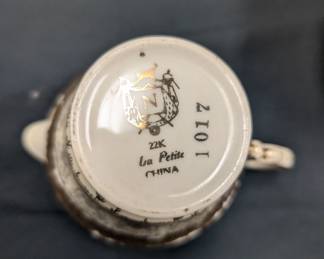 22K
La Petite
CHINA
1017